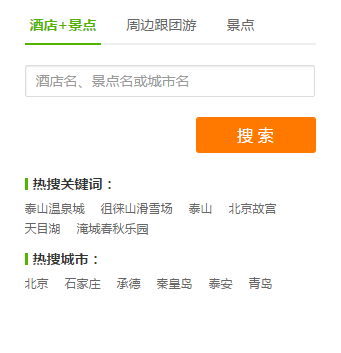 酒店+景点 周边跟团游 景点
酒店名、景点名或城市名
搜 索
热搜关键词：
泰山温泉城 徂徕山滑雪场 泰山 北京故宫
天目湖 淹城春秋乐园
热搜城市：
北京 石家庄 承德 秦皇岛 泰安 青岛